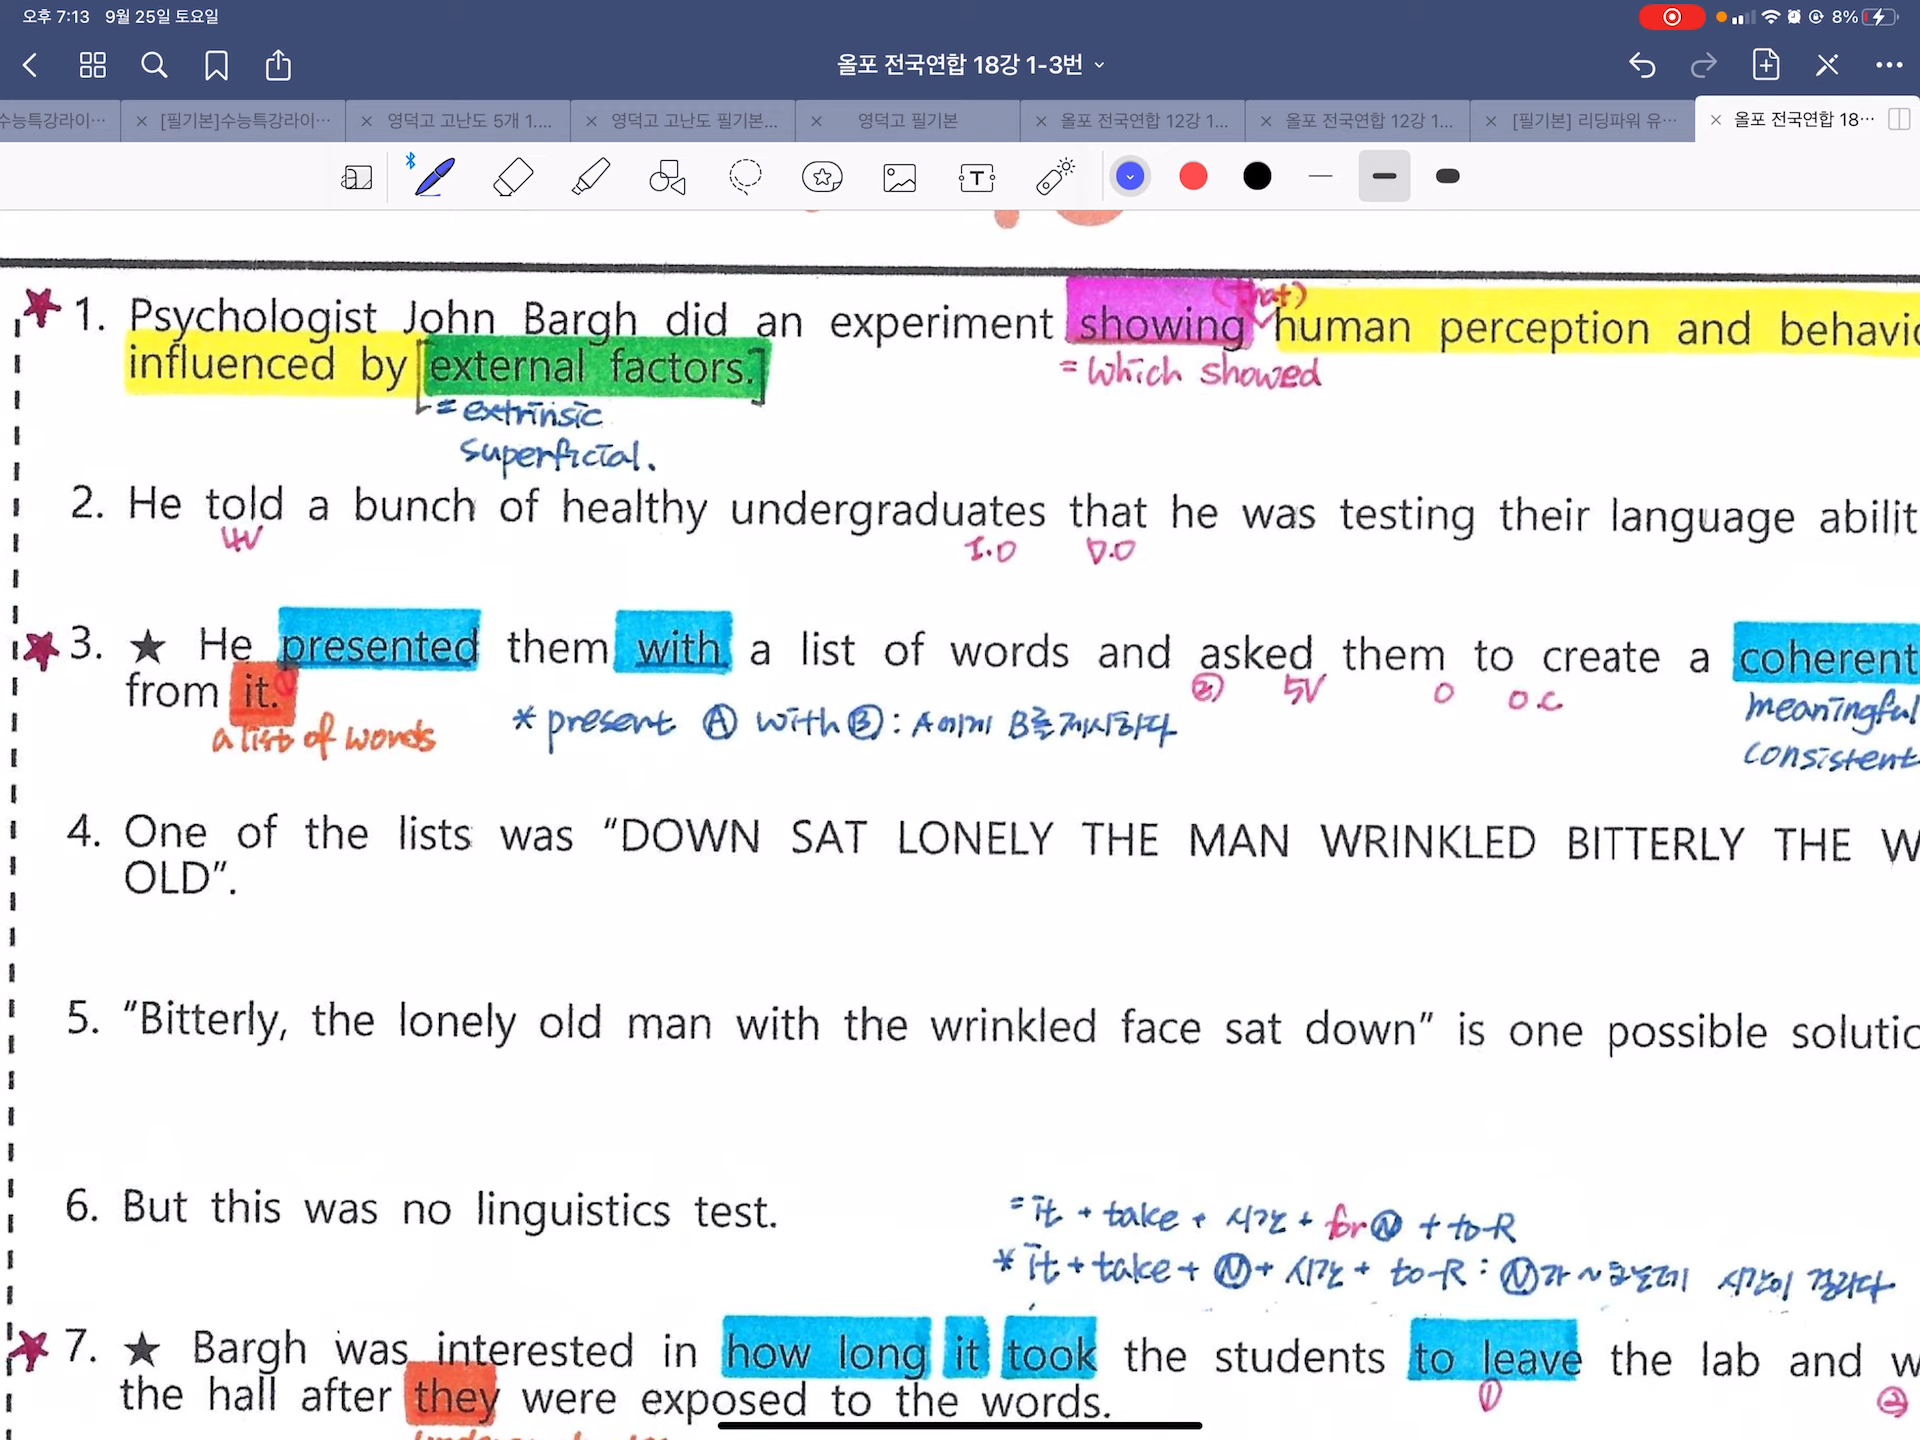 오후 7:13 9월 25일 토요일
8%
올포 전국연합 18강 1-3번
수능특강라이…
[필기본]수능특강라이…
영덕고 고난도 5개 1....
영덕고 고난도 필기본...
영덕고 필기본
올포 전국연합 12강 1...
올포 전국연합 12강 1...
[필기본] 리딩파워 유…
올포 전국연합 18…
(that)
1. Psychologist John Bargh did an experiment showing human perception and behavio
influenced by [external factors.]
= which showed
= extrinsic
superficial.
2. He told a bunch of healthy undergraduates that he was testing their language abilit
4V I.O D.O
3. ★ He presented them with a list of words and asked them to create a coherent
② 5V O O.C
from it. ①
meaningful
a list of words
* present Ⓐ with Ⓑ : A에게 B를 제시하다
consistent
4. One of the lists was “DOWN SAT LONELY THE MAN WRINKLED BITTERLY THE W
OLD”.
5. “Bitterly, the lonely old man with the wrinkled face sat down” is one possible solutio
6. But this was no linguistics test.
= it + take + 시간 + for Ⓝ + to-R
* it + take + Ⓝ + 시간 + to-R : Ⓝ가 ~하는데 시간이 걸리다
7. ★ Bargh was interested in how long it took the students to leave the lab and w
① ②
the hall after they were exposed to the words.